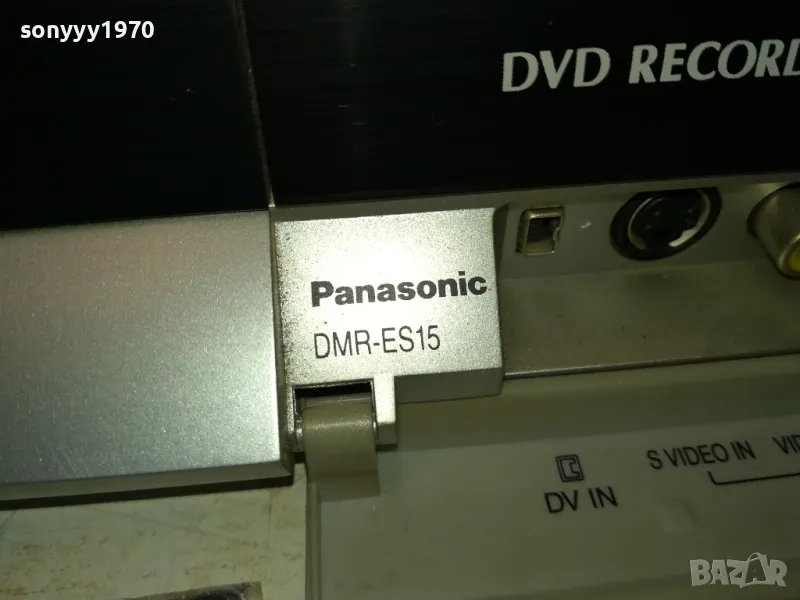 sonyyy1970
DVD RECORD
Panasonic
DMR-ES15
DV IN
S VIDEO IN
BAZAR